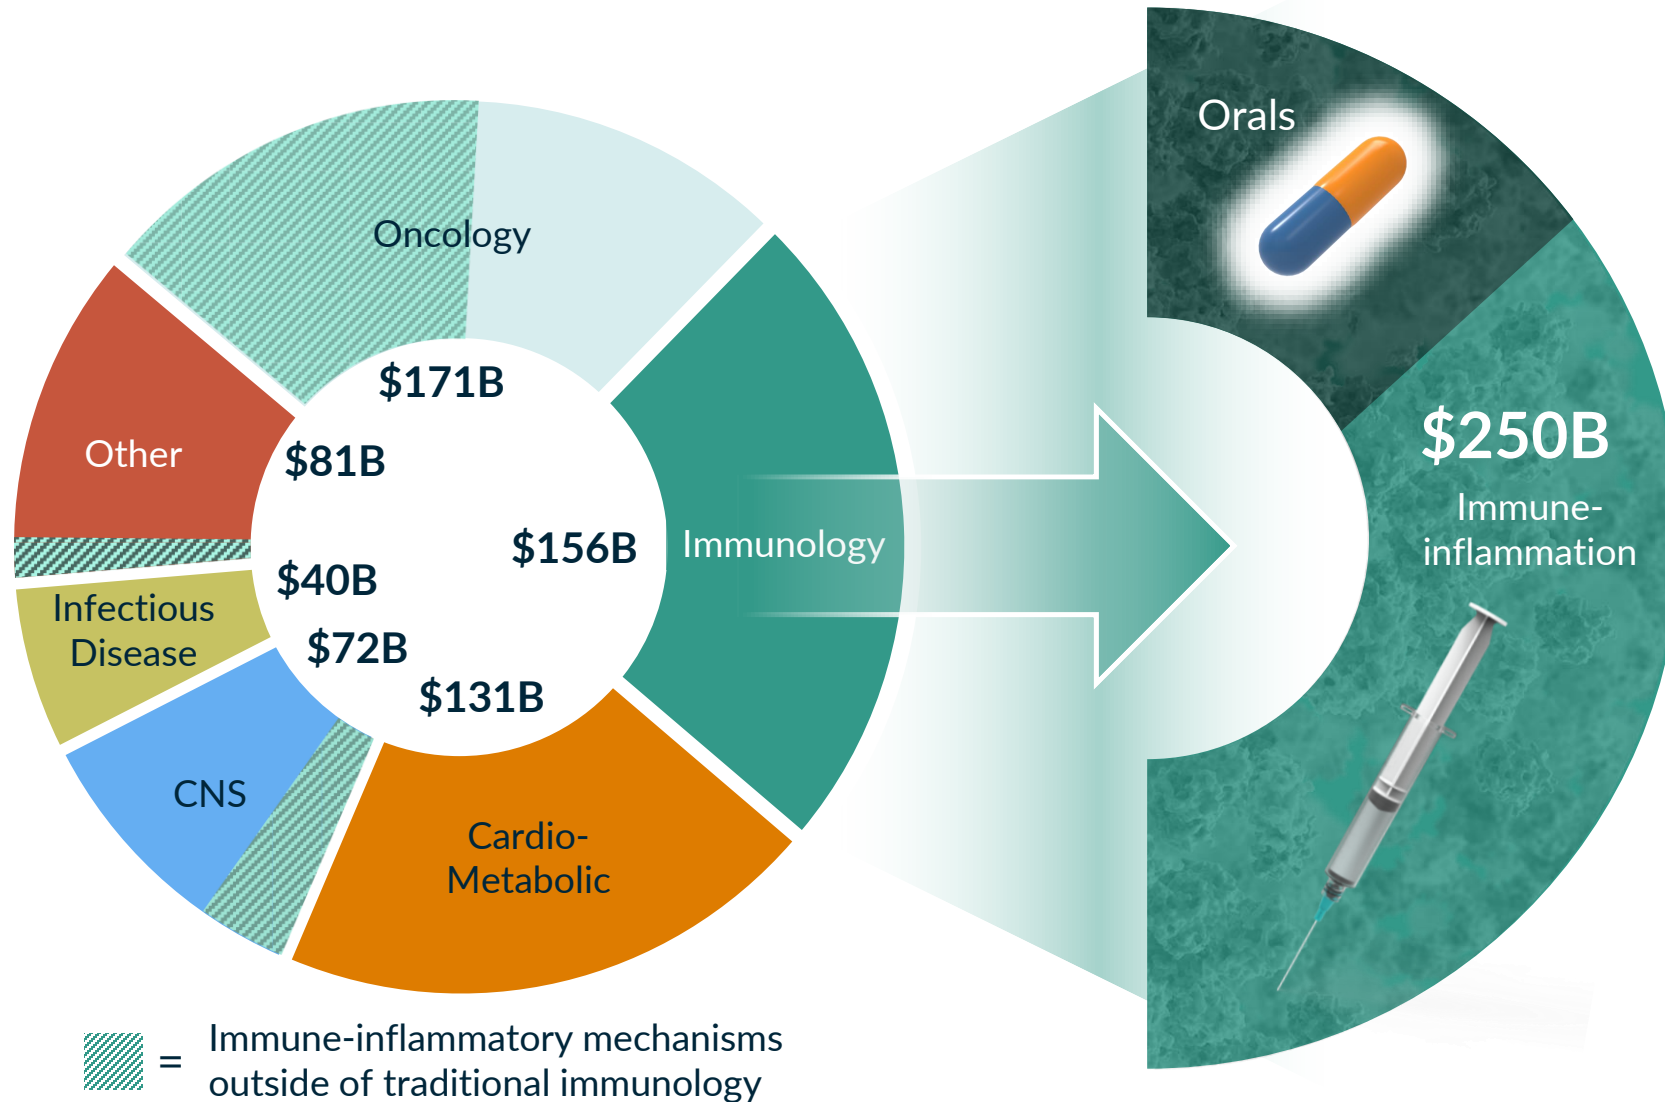 Oncology
$171B
Other
$81B
Immunology
$156B
Infectious
Disease
$40B
CNS
$72B
Cardio-
Metabolic
$131B
Orals
$250B
Immune-
inflammation
= Immune-inflammatory mechanisms
outside of traditional immunology